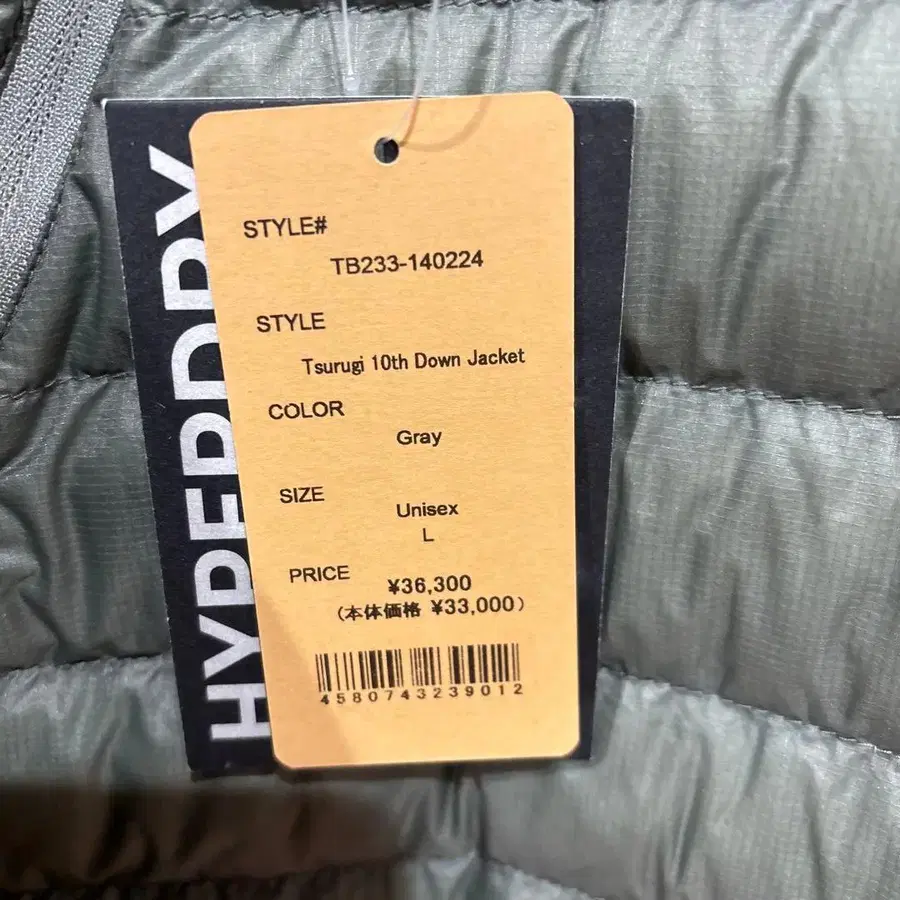 HYPERDRY
STYLE#
TB233-140224
STYLE
Tsurugi 10th Down Jacket
COLOR
Gray
SIZE
Unisex
L
PRICE
¥36,300
(本体価格 ¥33,000)
4580743239012